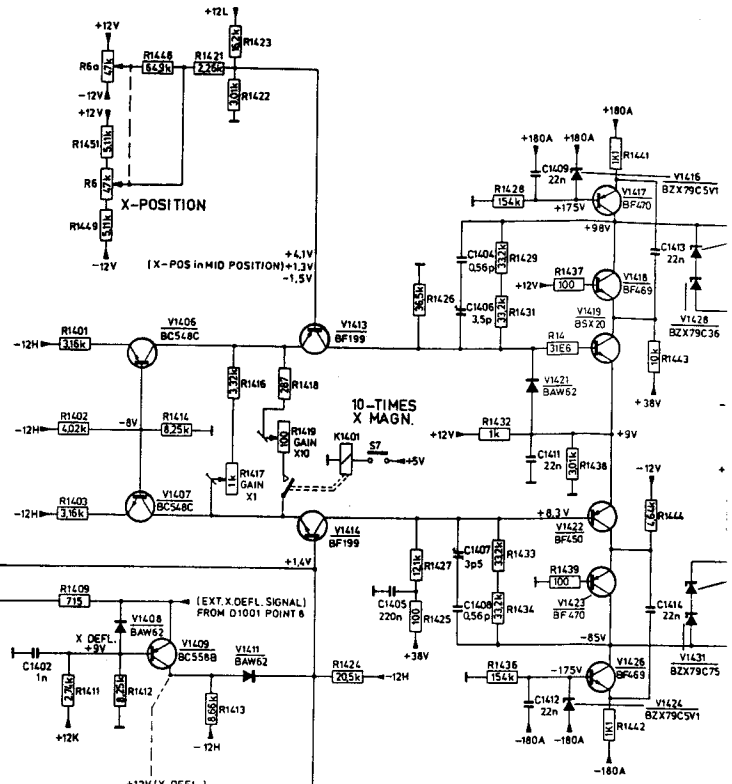 +12V
+12L
16,2k R1423
R6a 47k
R1448 64,9k
R1421 2,26k
3,01k R1422
-12V
+12V
R1451 5,11k
R6 47k
X-POSITION
R1449 5,11k
-12V
+4,1V
(X-POS in MID POSITION) +1.3V
-1.5V
+180A
+180A +180A
1K1 R1441
C1409 22n
V1416 BZX79C5V1
R1428 154k
+175V
V1417 BF470
+98V
C1404 0,56p
33,2k R1429
C1413 22n
R1437 100
+12V
V1418 BF469
36,5k R1426
C1406 3,5p
33,2k R1431
V1419 BSX20
V1428 BZX79C36
R1401 3,16k
-12H
V1406 BC548C
V1413 BF199
R14 31E6
10k R1443
3,32k R1416
287 R1418
V1421 BAW62
+38V
10-TIMES X MAGN.
R1402 4,02k
-12H
-8V
R1414 8,25k
100 R1419 GAIN X10
K1401
S7
+5V
R1432 1k
+12V
+9V
C1411 22n
3,01k R1438
-12V
1k R1417 GAIN X1
R1403 3,16k
-12H
V1407 BC548C
V1414 BF199
+8,3V
V1422 BF450
4,64k R1444
+1,4V
12,1k R1427
C1407 3p5
33,2k R1433
R1439 100
C1405 220n
100 R1425
C1408 0,56p
33,2k R1434
V1423 BF470
C1414 22n
+38V
-85V
R1409 715
(EXT. X. DEFL. SIGNAL)
FROM D1001 POINT 6
V1408 BAW62
X DEFL. +9V
V1409 BC558B
V1411 BAW62
C1402 1n
R1424 20,5k
-12H
R1436 154k
-175V
V1426 BF469
V1431 BZX79C75
2,74k R1411
8,25k R1412
8,66k R1413
C1412 22n
V1424 BZX79C5V1
1K1 R1442
+12K
-12H
-180A -180A
-180A
+12V (X DEFL.)